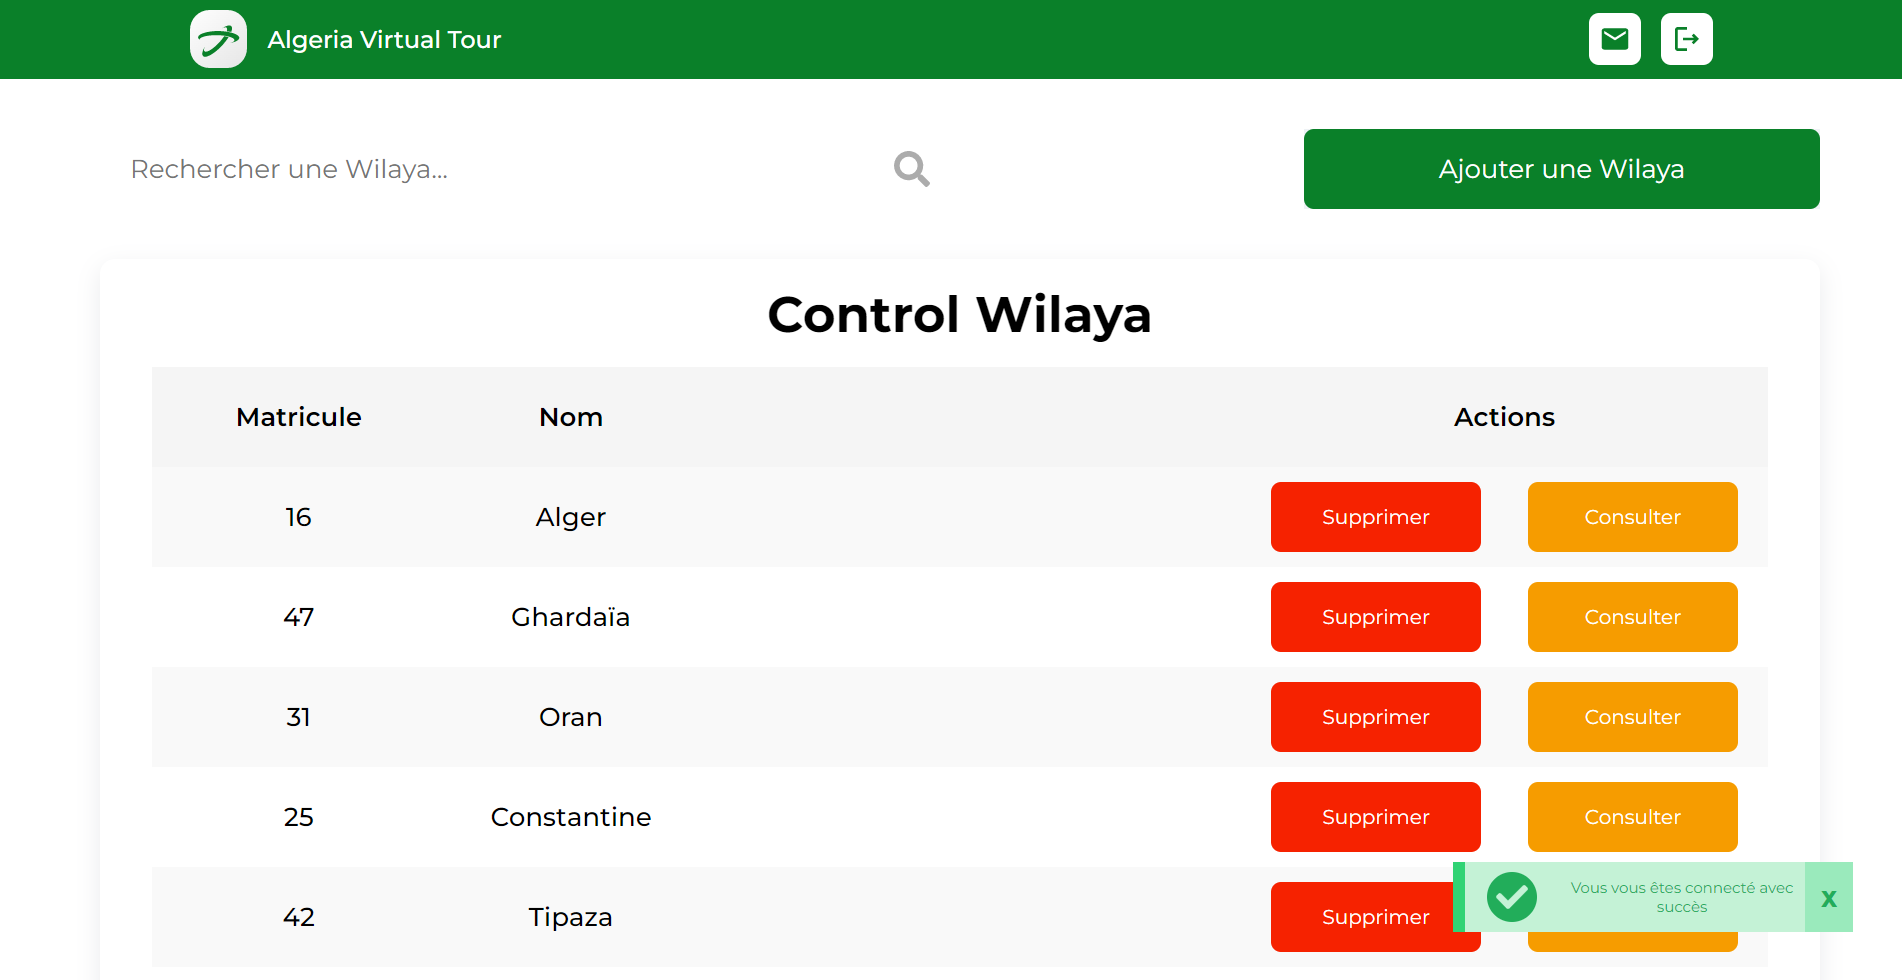 Algeria Virtual Tour
Rechercher une Wilaya...
Ajouter une Wilaya
Control Wilaya
Matricule Nom Actions
16 Alger Supprimer Consulter
47 Ghardaïa Supprimer Consulter
31 Oran Supprimer Consulter
25 Constantine Supprimer Consulter
42 Tipaza Supprimer
Vous vous êtes connecté avec
succès
x